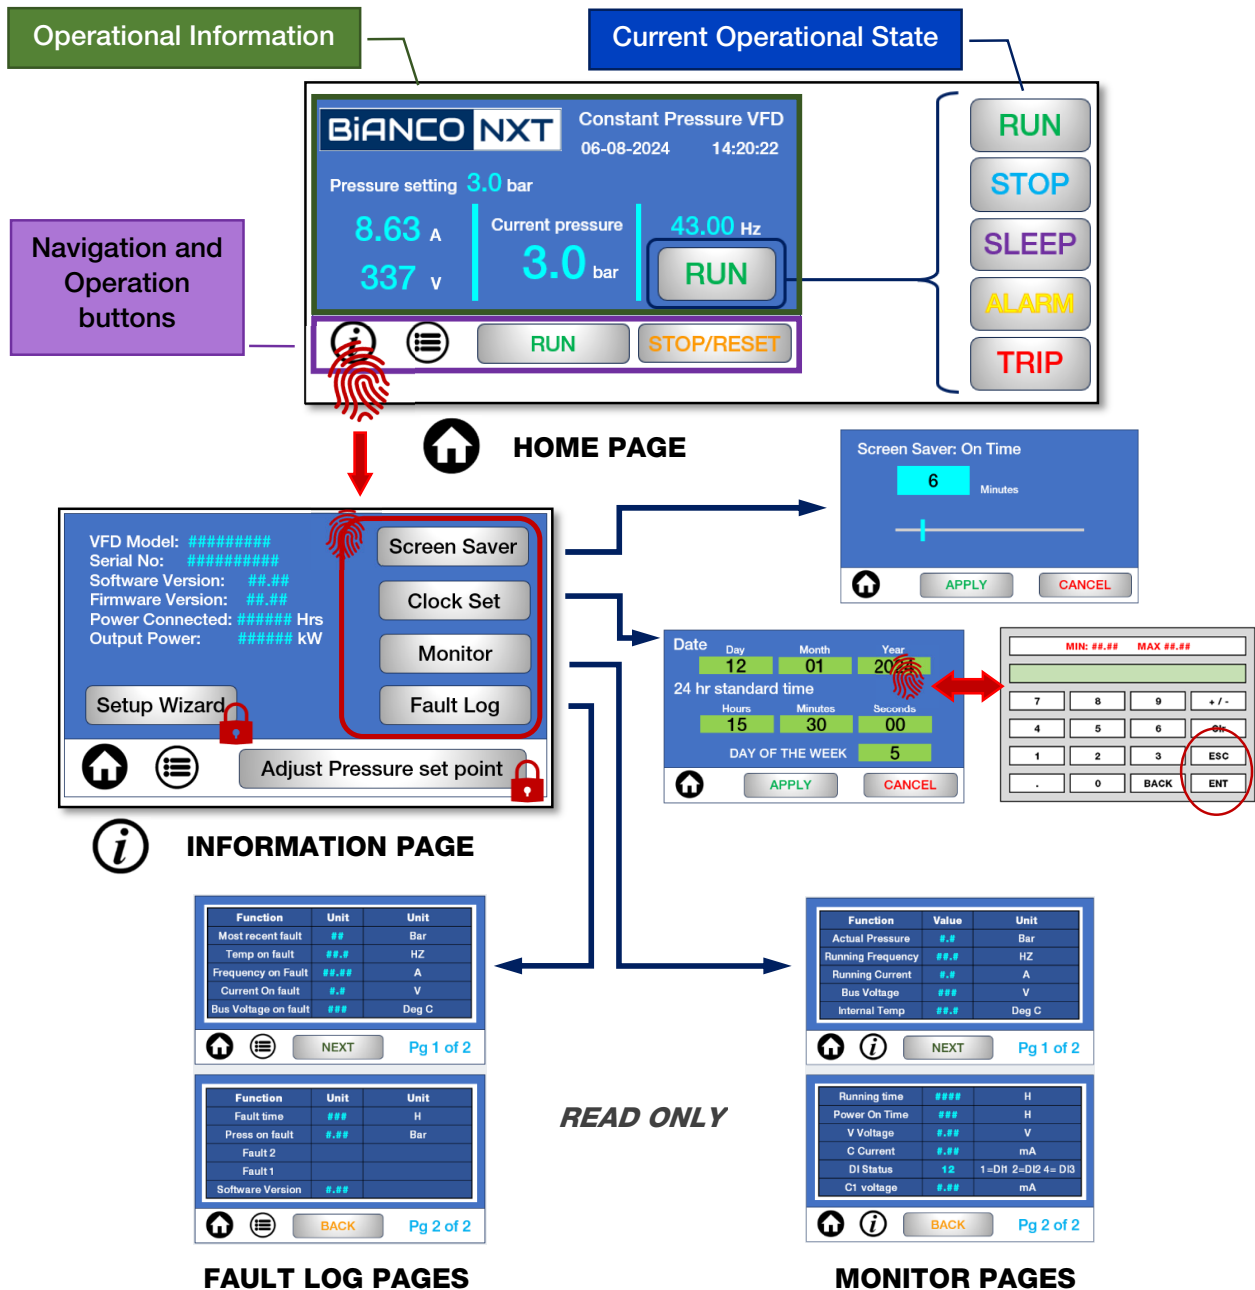 Operational Information
Current Operational State
BiANCO NXT
Constant Pressure VFD
06-08-2024 14:20:22
Pressure setting 3.0 bar
8.63 A
337 V
Current pressure
3.0 bar
43.00 Hz
RUN
RUN
STOP
SLEEP
ALARM
TRIP
Navigation and
Operation
buttons
i
RUN
STOP/RESET
HOME PAGE
Screen Saver: On Time
6 Minutes
APPLY
CANCEL
VFD Model: #########
Serial No: ##########
Software Version: ##.##
Firmware Version: ##.##
Power Connected: ###### Hrs
Output Power: ###### kW
Screen Saver
Clock Set
Monitor
Fault Log
Setup Wizard
Adjust Pressure set point
i
INFORMATION PAGE
Date
Day Month Year
12 01 2024
24 hr standard time
Hours Minutes Seconds
15 30 00
DAY OF THE WEEK 5
APPLY CANCEL
MIN: ##.## MAX ##.##
7 8 9 + / -
4 5 6 Clr
1 2 3 ESC
. 0 BACK ENT
Function Unit Unit
Most recent fault ## Bar
Temp on fault ##.# HZ
Frequency on Fault ##.## A
Current On fault #.# V
Bus Voltage on fault ### Deg C
NEXT Pg 1 of 2
Function Unit Unit
Fault time ### H
Press on fault #.## Bar
Fault 2
Fault 1
Software Version #.##
BACK Pg 2 of 2
FAULT LOG PAGES
READ ONLY
Function Value Unit
Actual Pressure #.# Bar
Running Frequency ##.# HZ
Running Current #.# A
Bus Voltage ### V
Internal Temp ##.# Deg C
i NEXT Pg 1 of 2
Running time #### H
Power On Time ### H
V Voltage #.## V
C Current #.## mA
DI Status 12 1=DI1 2=DI2 4= DI3
C1 voltage #.## mA
i BACK Pg 2 of 2
MONITOR PAGES